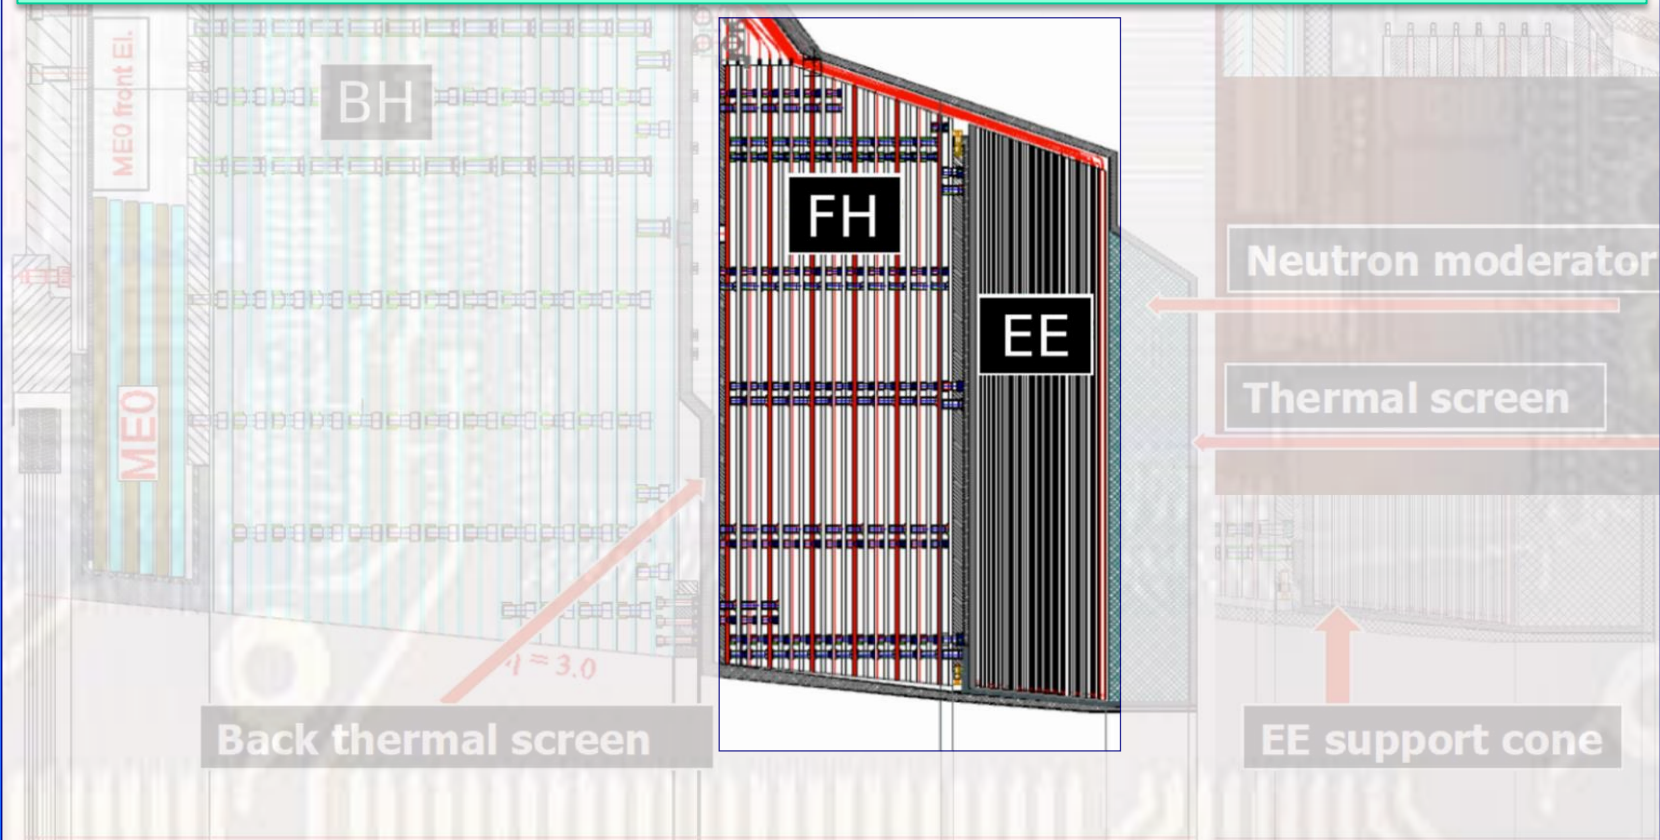 ME0 front El.
BH
FH
Neutron moderator
EE
Thermal screen
ME0
η = 3.0
Back thermal screen
EE support cone